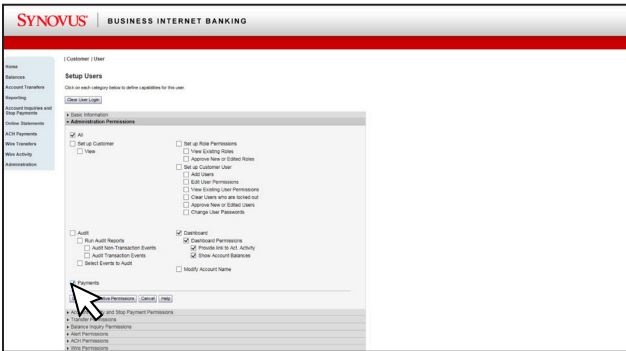 SYNOVUS | BUSINESS INTERNET BANKING
| Customer | User
Home
Balances
Account Transfers
Reporting
Account Inquiries and
Stop Payments
Online Statements
ACH Payments
Wire Transfers
Wire Activity
Administration
Setup Users
Click on each category below to define capabilities for this user.
Clear User Login
Basic Information
Administration Permissions
All
Set up Customer
View
Set up Role Permissions
View Existing Roles
Approve New or Edited Roles
Set up Customer User
Add Users
Edit User Permissions
View Existing User Permissions
Clear Users who are locked out
Approve New or Edited Users
Change User Passwords
Audit
Run Audit Reports
Audit Non-Transaction Events
Audit Transaction Events
Select Events to Audit
Dashboard
Dashboard Permissions
Provide link to Act. Activity
Show Account Balances
Modify Account Name
Payments
Permissions Cancel Help
and Stop Payment Permissions
Transfer Permissions
Balance Inquiry Permissions
Alert Permissions
ACH Permissions
Wire Permissions